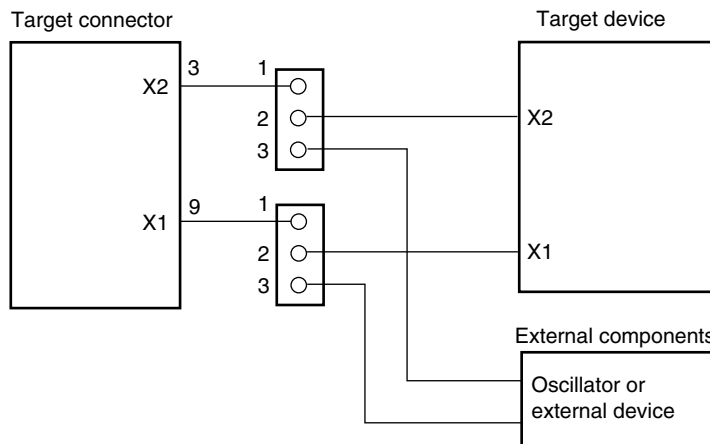 Target connector
Target device
X2
3
1
2
3
X2
X1
9
1
2
3
X1
External components
Oscillator or
external device